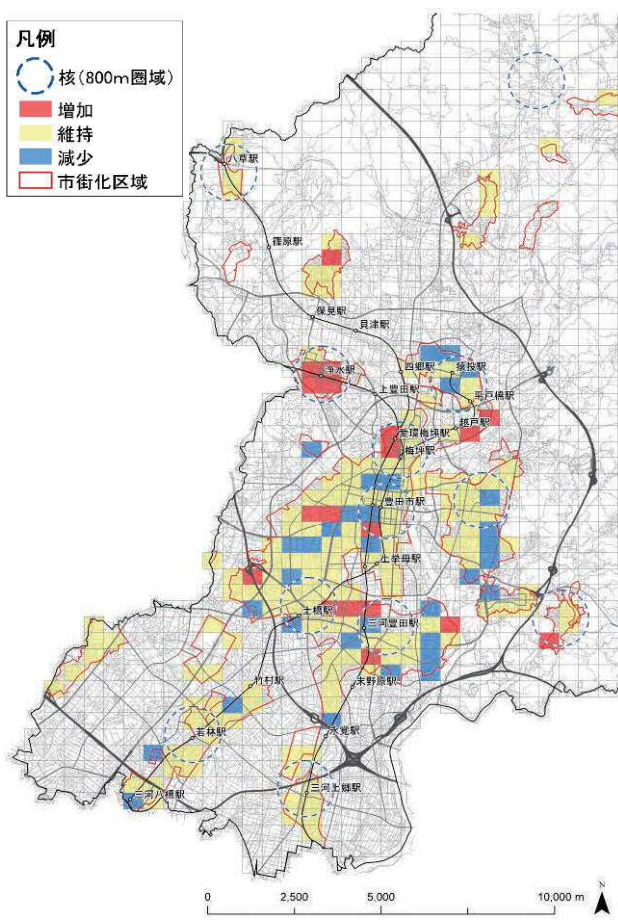 凡例
核(800m圏域)
増加
維持
減少
市街化区域
八草駅
篠原駅
保見駅
貝津駅
浄水駅
四郷駅
猿投駅
上豊田駅
平戸橋駅
越戸駅
愛環梅坪駅
梅坪駅
豊田市駅
上挙母駅
土橋駅
三河豊田駅
竹村駅
末野原駅
若林駅
永覚駅
三河八橋駅
三河上郷駅
N
0 2,500 5,000 10,000 m